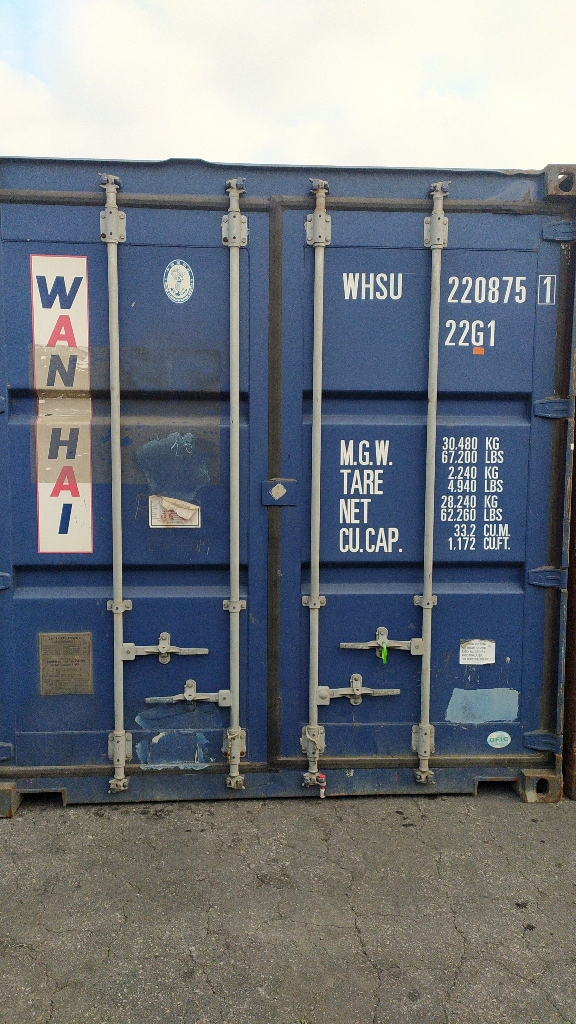 WAN HAI
WHSU 220875 1
22G1
M.G.W. 30.480 KG
67.200 LBS
TARE 2.240 KG
4.940 LBS
NET 28.240 KG
62.260 LBS
CU.CAP. 33.2 CU.M.
1.172 CU.FT.